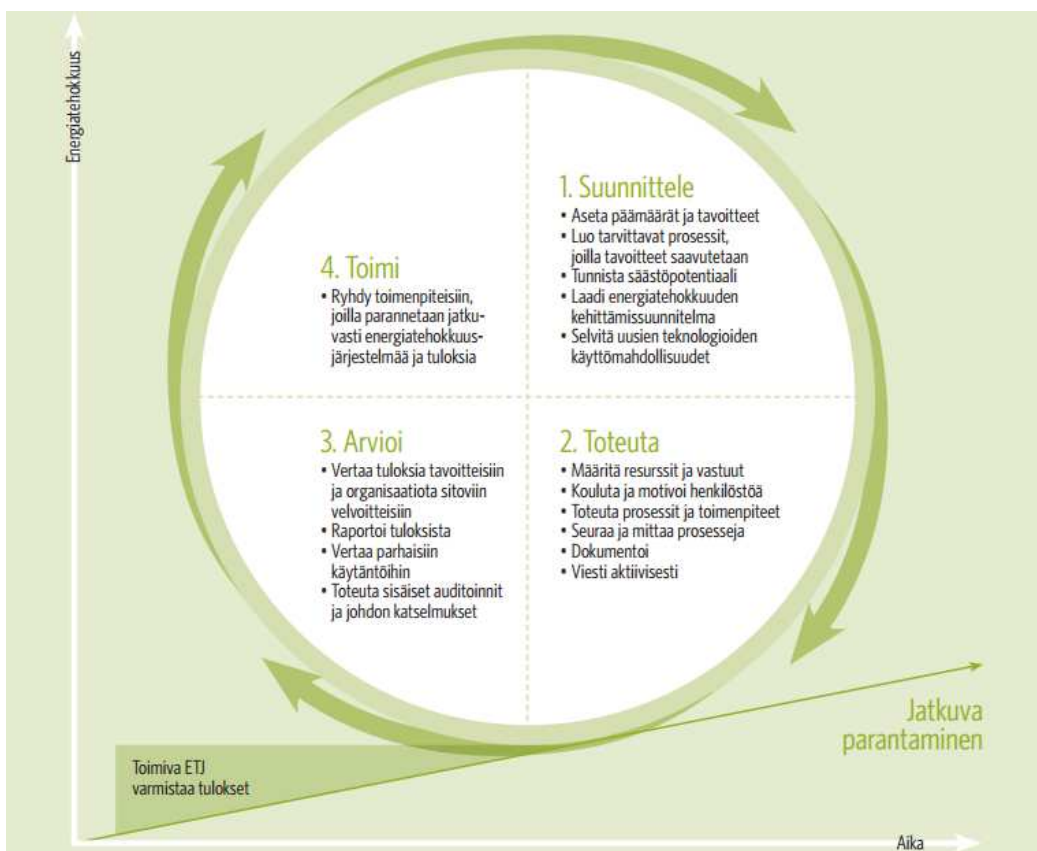 Energiatehokkuus
1. Suunnittele
• Aseta päämäärät ja tavoitteet
• Luo tarvittavat prosessit,
joilla tavoitteet saavutetaan
• Tunnista säästöpotentiaali
• Laadi energiatehokkuuden
kehittämissuunnitelma
• Selvitä uusien teknologioiden
käyttömahdollisuudet
2. Toteuta
• Määritä resurssit ja vastuut
• Kouluta ja motivoi henkilöstöä
• Toteuta prosessit ja toimenpiteet
• Seuraa ja mittaa prosesseja
• Dokumentoi
• Viesti aktiivisesti
3. Arvioi
• Vertaa tuloksia tavoitteisiin
ja organisaatiota sitoviin
velvoitteisiin
• Raportoi tuloksista
• Vertaa parhaisiin
käytäntöihin
• Toteuta sisäiset auditoinnit
ja johdon katselmukset
4. Toimi
• Ryhdy toimenpiteisiin,
joilla parannetaan jatku-
vasti energiatehokkuus-
järjestelmää ja tuloksia
Jatkuva
parantaminen
Toimiva ETJ
varmistaa tulokset
Aika